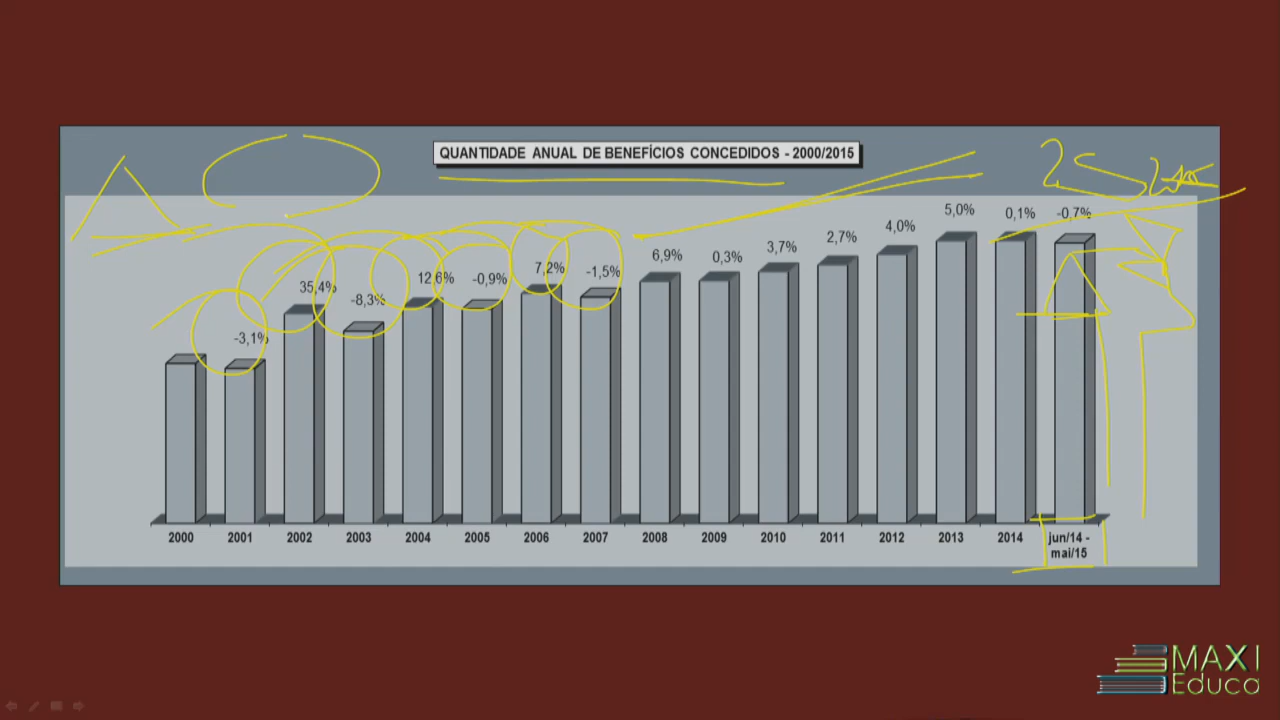 QUANTIDADE ANUAL DE BENEFÍCIOS CONCEDIDOS - 2000/2015
-3,1% 35,4% -8,3% 12,6% -0,9% 7,2% -1,5% 6,9% 0,3% 3,7% 2,7% 4,0% 5,0% 0,1% -0,7%
2000 2001 2002 2003 2004 2005 2006 2007 2008 2009 2010 2011 2012 2013 2014 jun/14 -
mai/15
MAXI
Educa